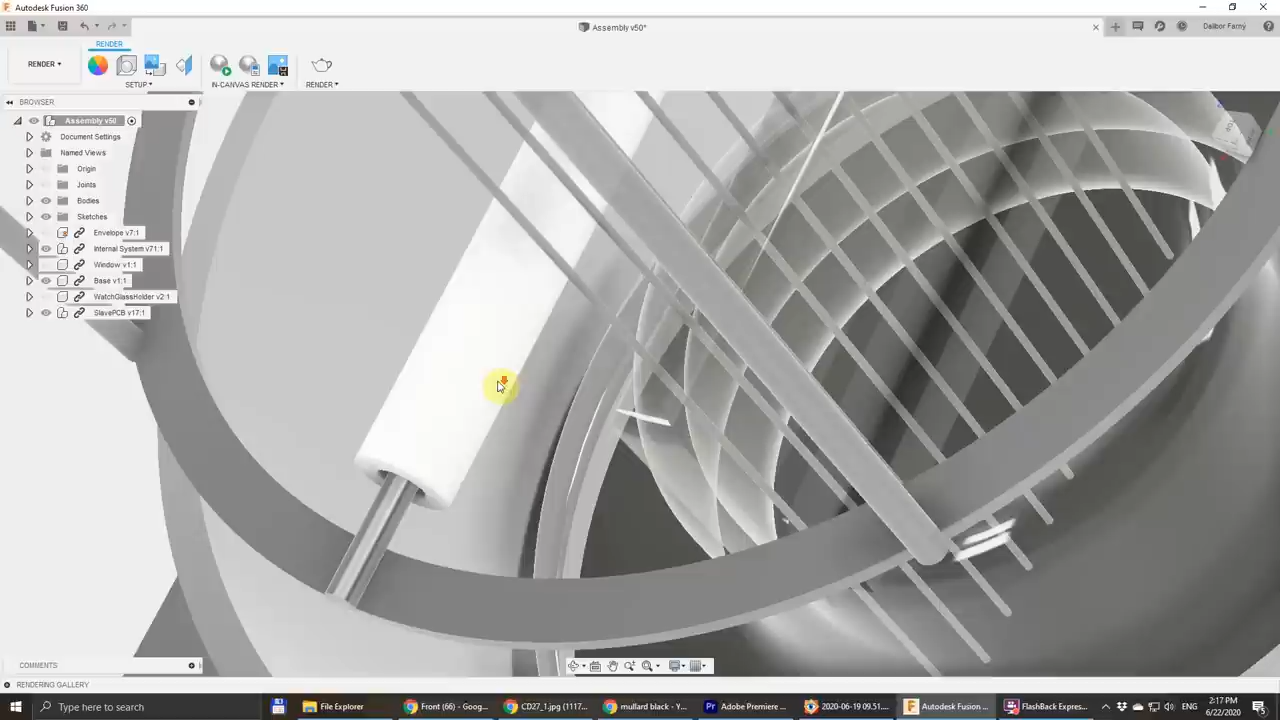 Autodesk Fusion 360
Assembly v50*
Dalibor Farný
RENDER
RENDER
SETUP
IN-CANVAS RENDER
RENDER
BROWSER
Assembly v50
Document Settings
Named Views
Origin
Joints
Bodies
Sketches
Envelope v7:1
Internal System v71:1
Window v1:1
Base v1:1
WatchGlassHolder v2:1
SlavePCB v17:1
COMMENTS
RENDERING GALLERY
Type here to search
File Explorer
Front (66) - Goog...
CD27_1.jpg (1117...
mullard black - Y...
Adobe Premiere ...
2020-06-19 09.51....
Autodesk Fusion ...
FlashBack Expres...
ENG
2:17 PM
6/22/2020